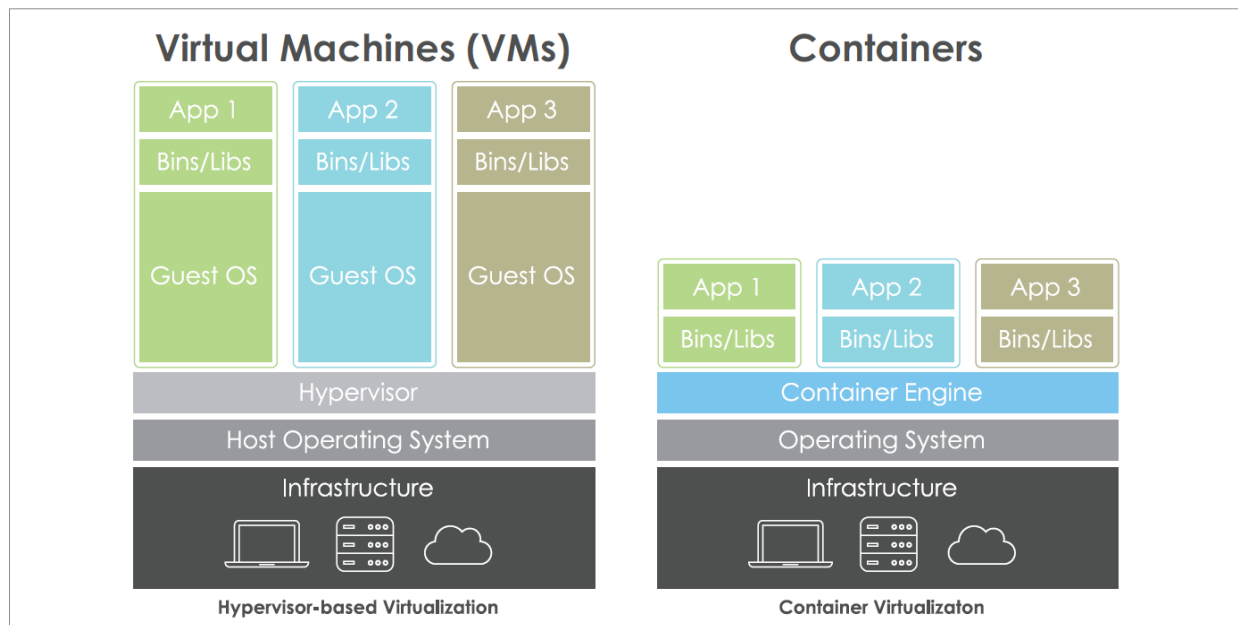 Virtual Machines (VMs)
Containers
App 1
App 2
App 3
Bins/Libs
Bins/Libs
Bins/Libs
Guest OS
Guest OS
Guest OS
Hypervisor
Host Operating System
Infrastructure
Hypervisor-based Virtualization
App 1
App 2
App 3
Bins/Libs
Bins/Libs
Bins/Libs
Container Engine
Operating System
Infrastructure
Container Virtualizaton